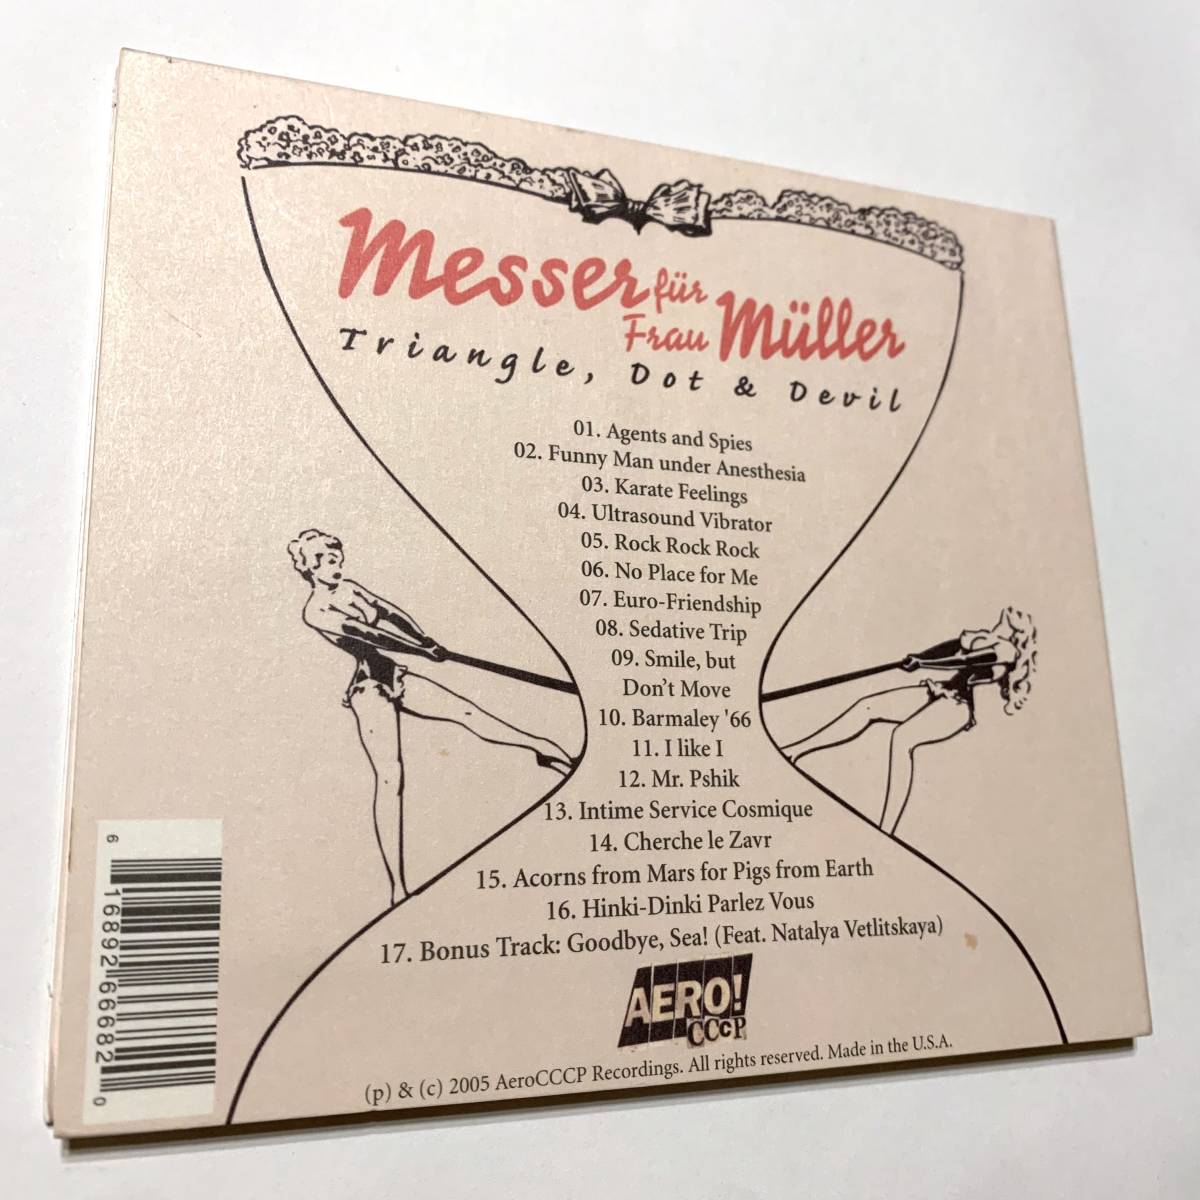 Messer für
Frau Müller
Triangle, Dot & Devil
01. Agents and Spies
02. Funny Man under Anesthesia
03. Karate Feelings
04. Ultrasound Vibrator
05. Rock Rock Rock
06. No Place for Me
07. Euro-Friendship
08. Sedative Trip
09. Smile, but
Don't Move
10. Barmaley '66
11. I like I
12. Mr. Pshik
13. Intime Service Cosmique
14. Cherche le Zavr
15. Acorns from Mars for Pigs from Earth
16. Hinki-Dinki Parlez Vous
17. Bonus Track: Goodbye, Sea! (Feat. Natalya Vetlitskaya)
AERO!
CCCP
(p) & (c) 2005 AeroCCCP Recordings. All rights reserved. Made in the U.S.A.
6 16892 66682 0